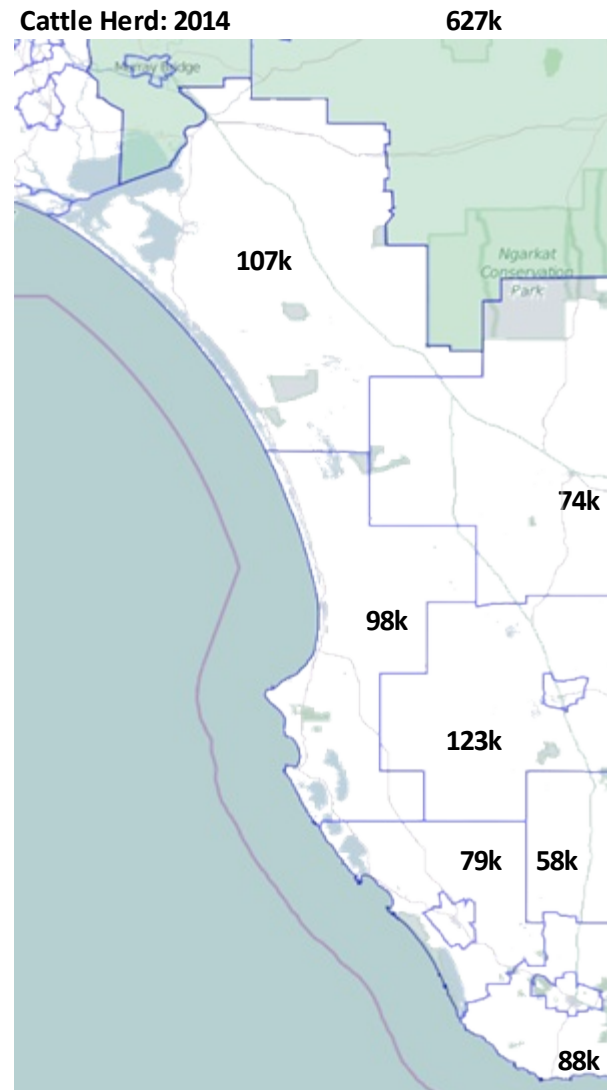 Cattle Herd: 2014 627k
Murray Bridge
107k
Ngarkat
Conservation
Park
74k
98k
123k
79k 58k
88k